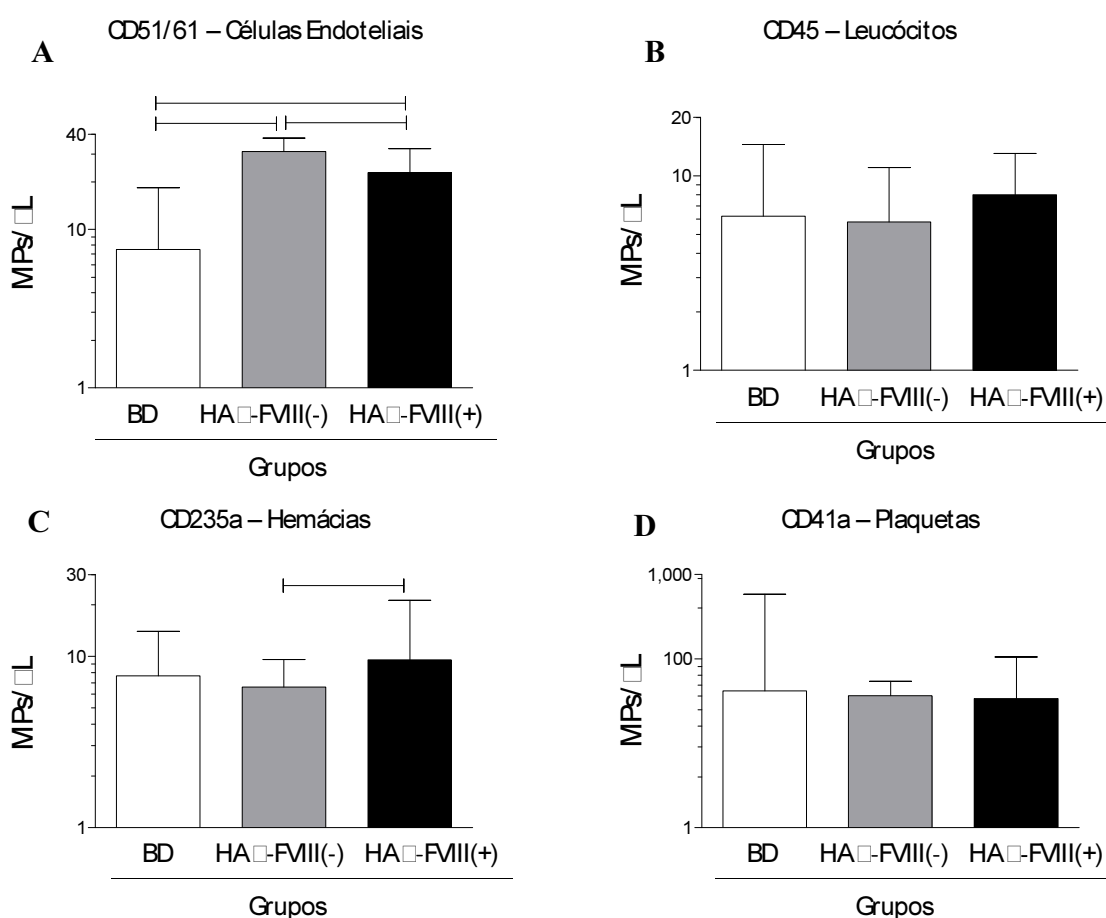 A
CD51/61 – Células Endoteliais
40
10
1
MPs/ □L
BD HA□-FVIII(-) HA□-FVIII(+)
Grupos
B
CD45 – Leucócitos
20
10
1
MPs/ □L
BD HA□-FVIII(-) HA□-FVIII(+)
Grupos
C
CD235a – Hemácias
30
10
1
MPs/ □L
BD HA□-FVIII(-) HA□-FVIII(+)
Grupos
D
CD41a – Plaquetas
1,000
100
1
MPs/ □L
BD HA□-FVIII(-) HA□-FVIII(+)
Grupos